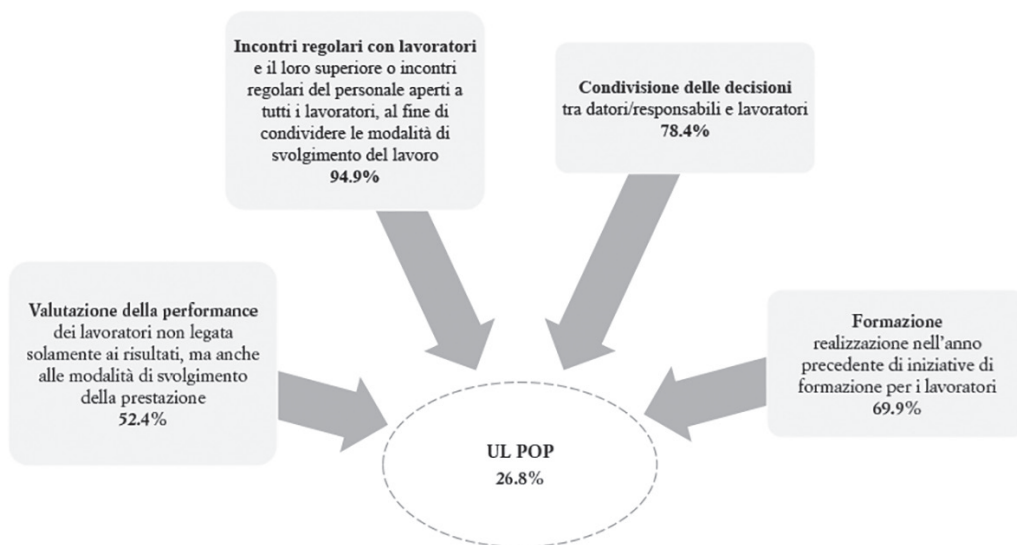 Incontri regolari con lavoratori
e il loro superiore o incontri
regolari del personale aperti a
tutti i lavoratori, al fine di
condividere le modalità di
svolgimento del lavoro
94.9%
Condivisione delle decisioni
tra datori/responsabili e lavoratori
78.4%
Valutazione della performance
dei lavoratori non legata
solamente ai risultati, ma anche
alle modalità di svolgimento
della prestazione
52.4%
Formazione
realizzazione nell’anno
precedente di iniziative di
formazione per i lavoratori
69.9%
UL POP
26.8%